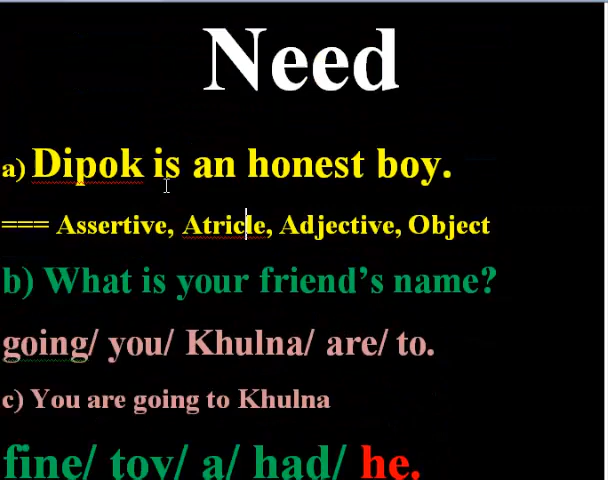 Need
a) Dipok is an honest boy.
=== Assertive, Atricle, Adjective, Object
b) What is your friend’s name?
going/ you/ Khulna/ are/ to.
c) You are going to Khulna
fine/ toy/ a/ had/ he.